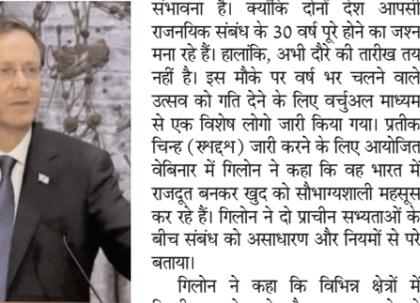 संभावना है। क्योंकि दोनों देश आपसी
राजनयिक संबंध के 30 वर्ष पूरे होने का जश्न
मना रहे हैं। हालांकि, अभी दौरे की तारीख तय
नहीं है। इस मौके पर वर्ष भर चलने वाले
उत्सव को गति देने के लिए वर्चुअल माध्यम
से एक विशेष लोगो जारी किया गया। प्रतीक
चिन्ह (स्गद्दश) जारी करने के लिए आयोजित
वेबिनार में गिलोन ने कहा कि वह भारत में
राजदूत बनकर खुद को सौभाग्यशाली महसूस
कर रहे हैं। गिलोन ने दो प्राचीन सभ्यताओं के
बीच संबंध को असाधारण और नियमों से परे
बताया।
गिलोन ने कहा कि विभिन्न क्षेत्रों में